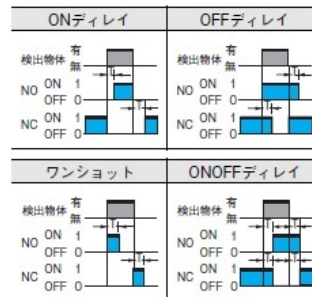 ONディレイ
検出物体 有
無
T
NO ON 1
OFF 0
T
NC ON 1
OFF 0
OFFディレイ
検出物体 有
無
T
NO ON 1
OFF 0
T
NC ON 1
OFF 0
ワンショット
検出物体 有
無
T
NO ON 1
OFF 0
T
NC ON 1
OFF 0
ONOFFディレイ
検出物体 有
無
T T
NO ON 1
OFF 0
T T
NC ON 1
OFF 0